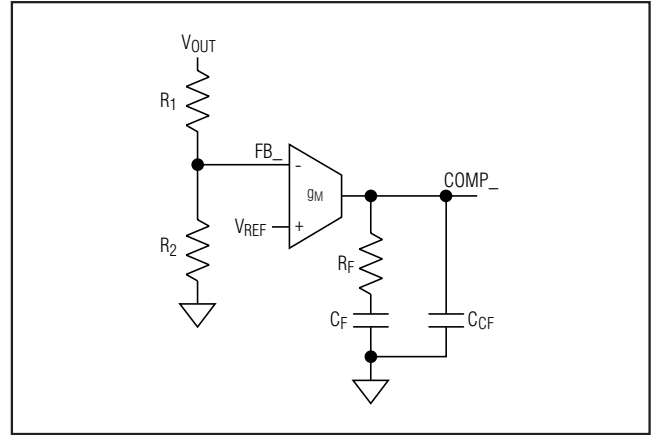 VOUT
R1
FB_
-
gM
COMP_
VREF
+
R2
RF
CF
CCF